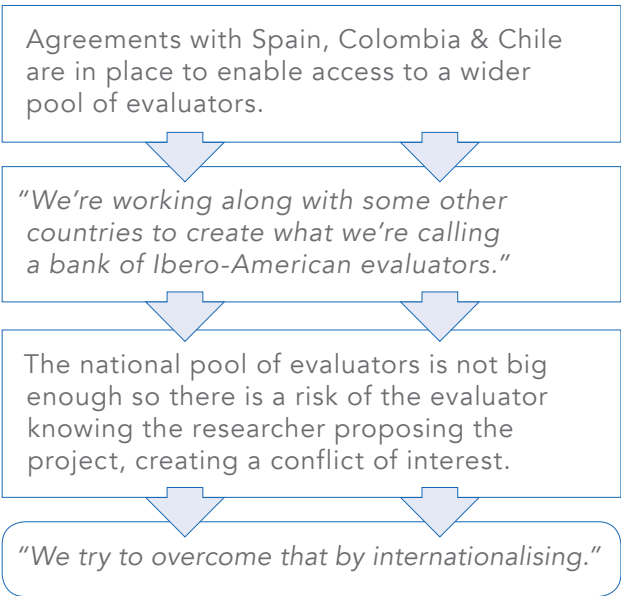 Agreements with Spain, Colombia & Chile
are in place to enable access to a wider
pool of evaluators.
“We’re working along with some other
countries to create what we’re calling
a bank of Ibero-American evaluators.”
The national pool of evaluators is not big
enough so there is a risk of the evaluator
knowing the researcher proposing the
project, creating a conflict of interest.
“We try to overcome that by internationalising.”